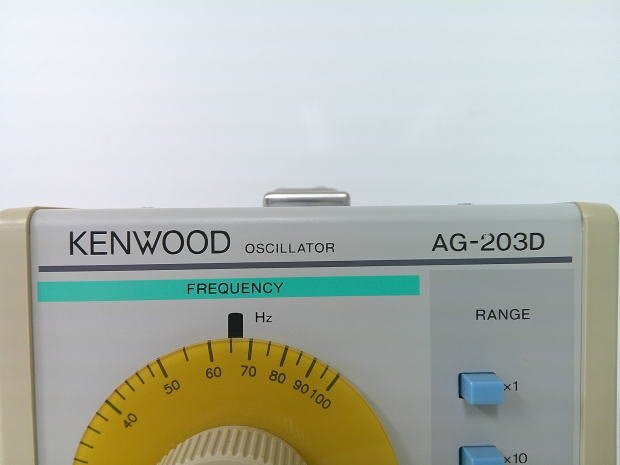 KENWOOD OSCILLATOR AG-203D
FREQUENCY
Hz
RANGE
40 50 60 70 80 90 100
×1
×10